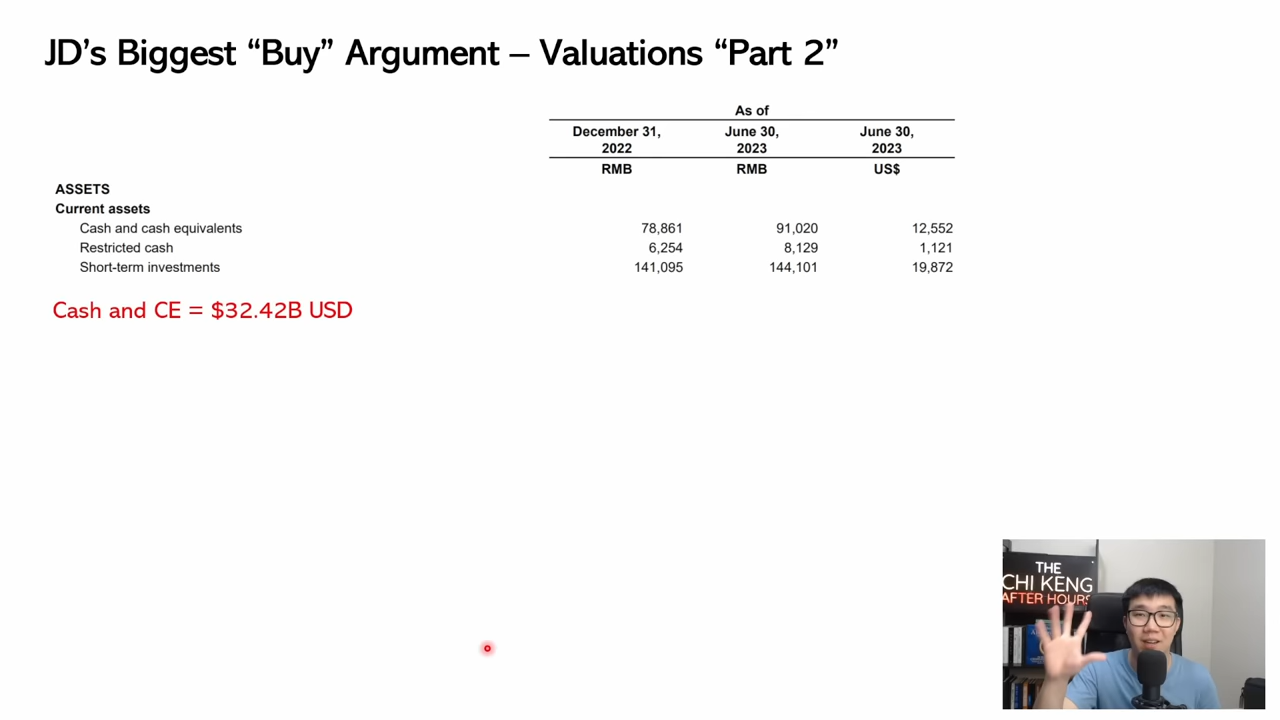 JD's Biggest “Buy” Argument – Valuations “Part 2”
As of
December 31, 2022 June 30, 2023 June 30, 2023
RMB RMB US$
ASSETS
Current assets
Cash and cash equivalents 78,861 91,020 12,552
Restricted cash 6,254 8,129 1,121
Short-term investments 141,095 144,101 19,872
Cash and CE = $32.42B USD
THE
CHI KENG
AFTER HOURS